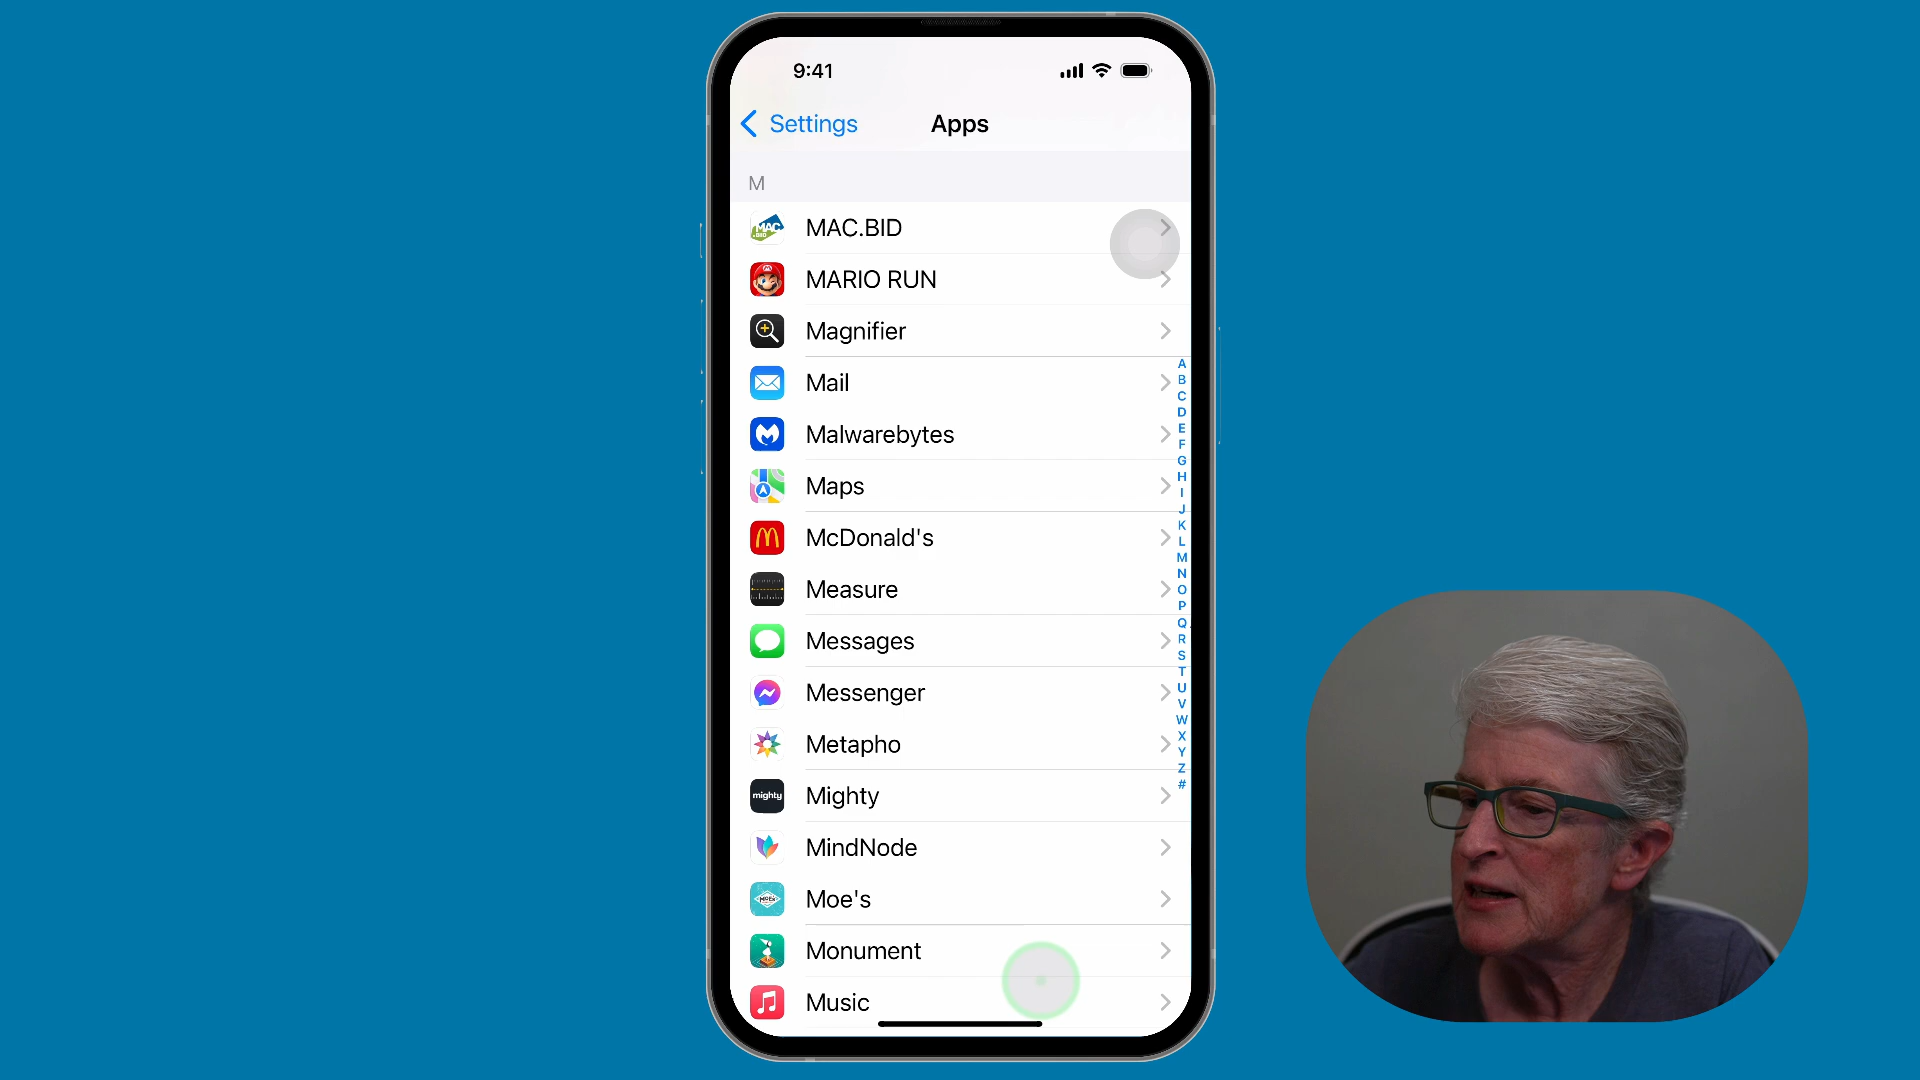 9:41
Settings
Apps
M
MAC.BID
MARIO RUN
Magnifier
Mail
Malwarebytes
Maps
McDonald's
Measure
Messages
Messenger
Metapho
mighty
Mighty
MindNode
Moe's
Monument
Music
A
B
C
D
E
F
G
H
I
J
K
L
M
N
O
P
Q
R
S
T
U
V
W
X
Y
Z
#